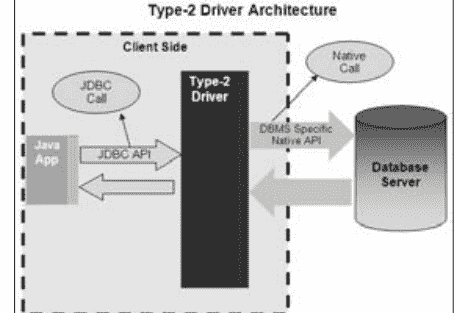 Type-2 Driver Architecture
Client Side
JDBC
Call
Type-2
Driver
Native
Call
Java
App
JDBC API
DBMS Specific
Native API
Database
Server